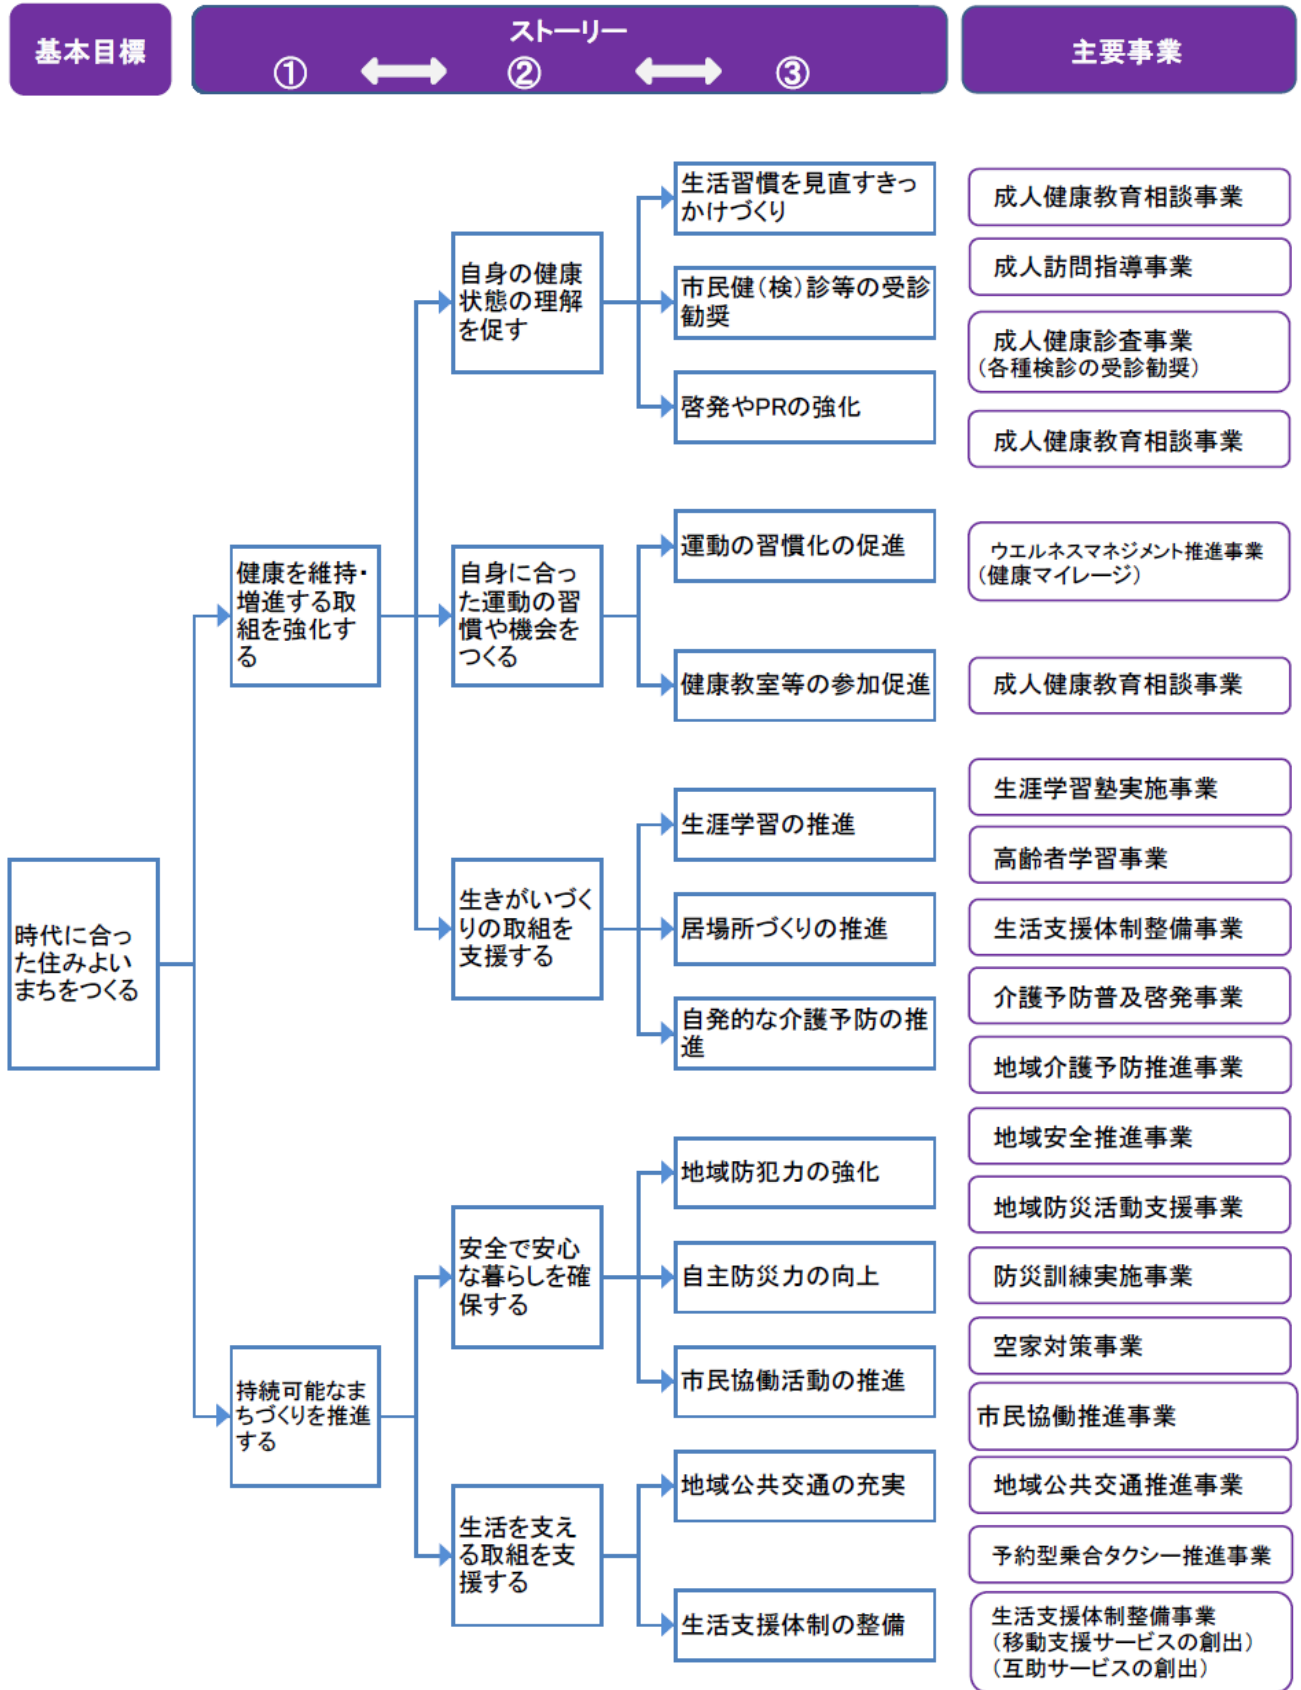 基本目標
ストーリー
① ② ③
主要事業
時代に合っ
た住みよい
まちをつくる
健康を維持・
増進する取
組を強化す
る
自身の健康
状態の理解
を促す
生活習慣を見直すきっ
かけづくり
市民健（検）診等の受診
勧奨
啓発やPRの強化
自身に合っ
た運動の習
慣や機会を
つくる
運動の習慣化の促進
健康教室等の参加促進
生きがいづく
りの取組を
支援する
生涯学習の推進
居場所づくりの推進
自発的な介護予防の推
進
持続可能なま
ちづくりを推進
する
安全で安心
な暮らしを確
保する
地域防犯力の強化
自主防災力の向上
市民協働活動の推進
生活を支え
る取組を支
援する
地域公共交通の充実
生活支援体制の整備
成人健康教育相談事業
成人訪問指導事業
成人健康診査事業
（各種検診の受診勧奨）
成人健康教育相談事業
ウエルネスマネジメント推進事業
（健康マイレージ）
成人健康教育相談事業
生涯学習塾実施事業
高齢者学習事業
生活支援体制整備事業
介護予防普及啓発事業
地域介護予防推進事業
地域安全推進事業
地域防災活動支援事業
防災訓練実施事業
空家対策事業
市民協働推進事業
地域公共交通推進事業
予約型乗合タクシー推進事業
生活支援体制整備事業
（移動支援サービスの創出）
（互助サービスの創出）